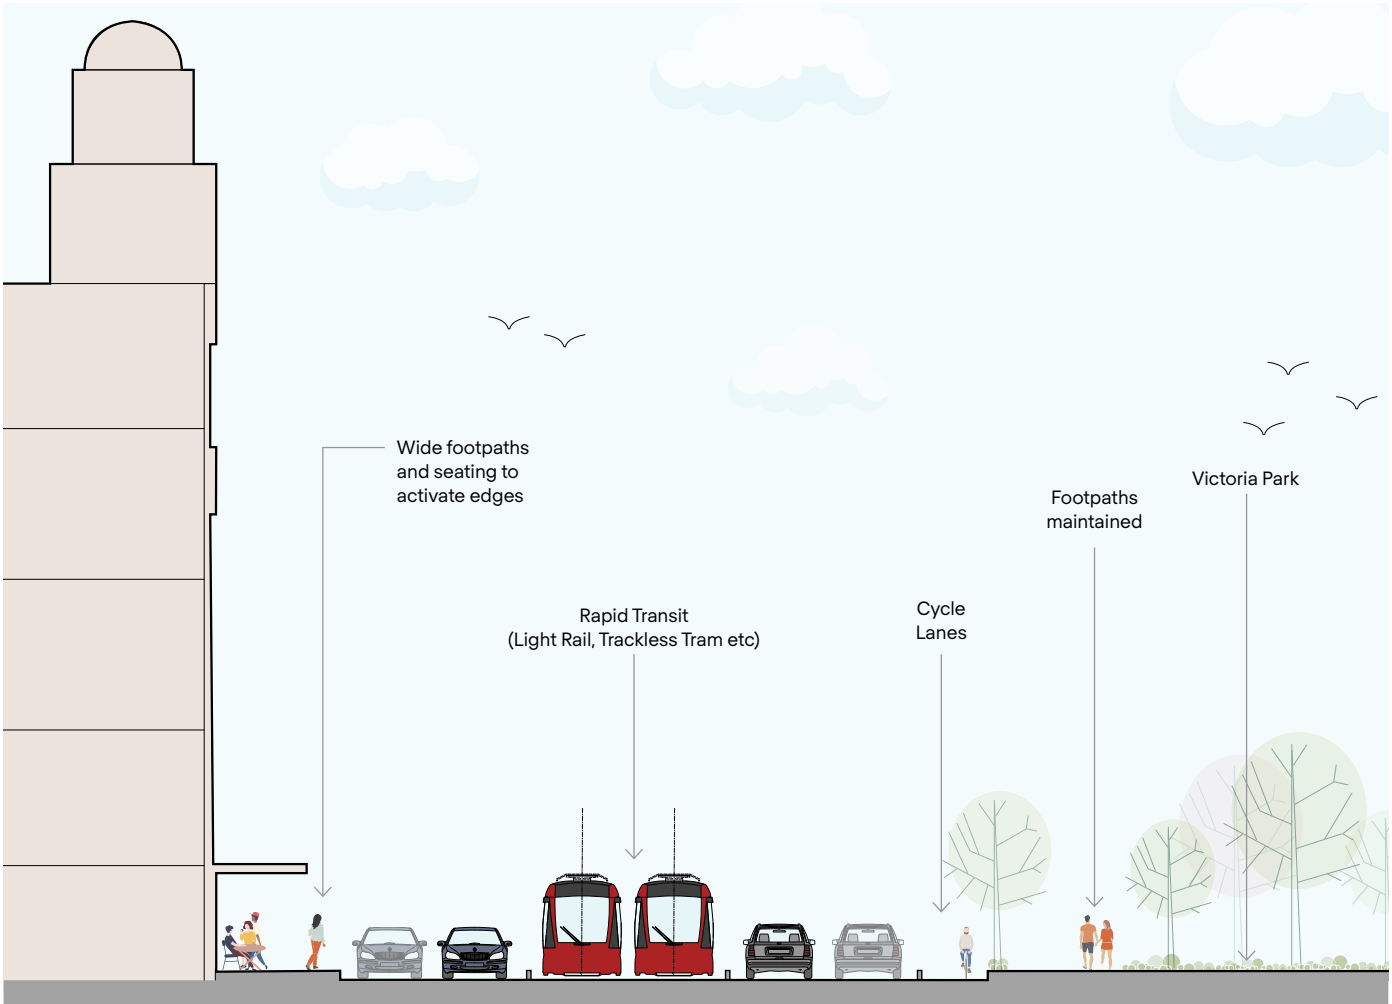 Wide footpaths
and seating to
activate edges
Rapid Transit
(Light Rail, Trackless Tram etc)
Cycle
Lanes
Footpaths
maintained
Victoria Park